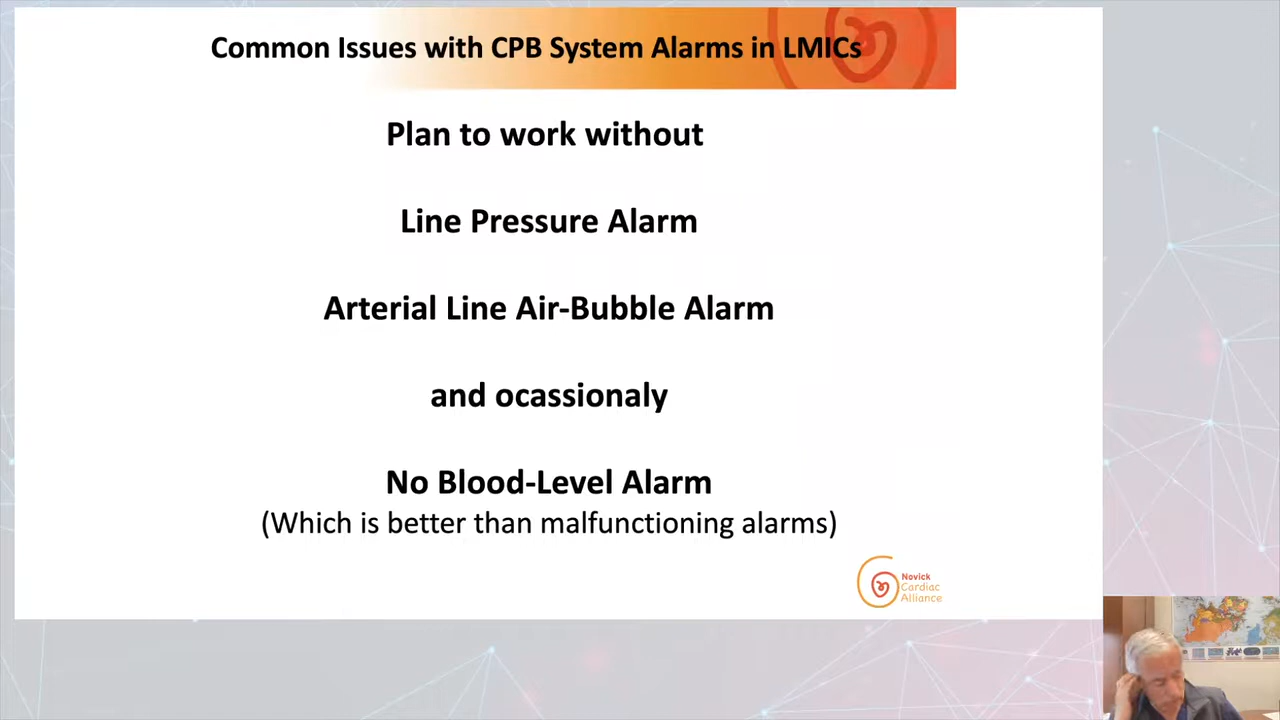 Common Issues with CPB System Alarms in LMICs
Plan to work without
Line Pressure Alarm
Arterial Line Air-Bubble Alarm
and ocassionaly
No Blood-Level Alarm
(Which is better than malfunctioning alarms)
Novick
Cardiac
Alliance